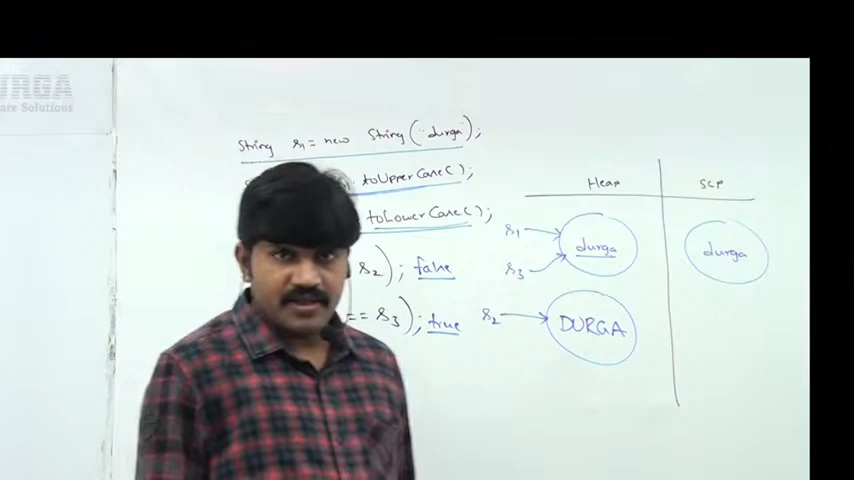 URGA
are Solutions
String s1 = new String("durga");
toUpperCase();
toLowerCase();
s2); false
== s3); true
Heap SCP
s1 durga durga
s3
s2 DURGA